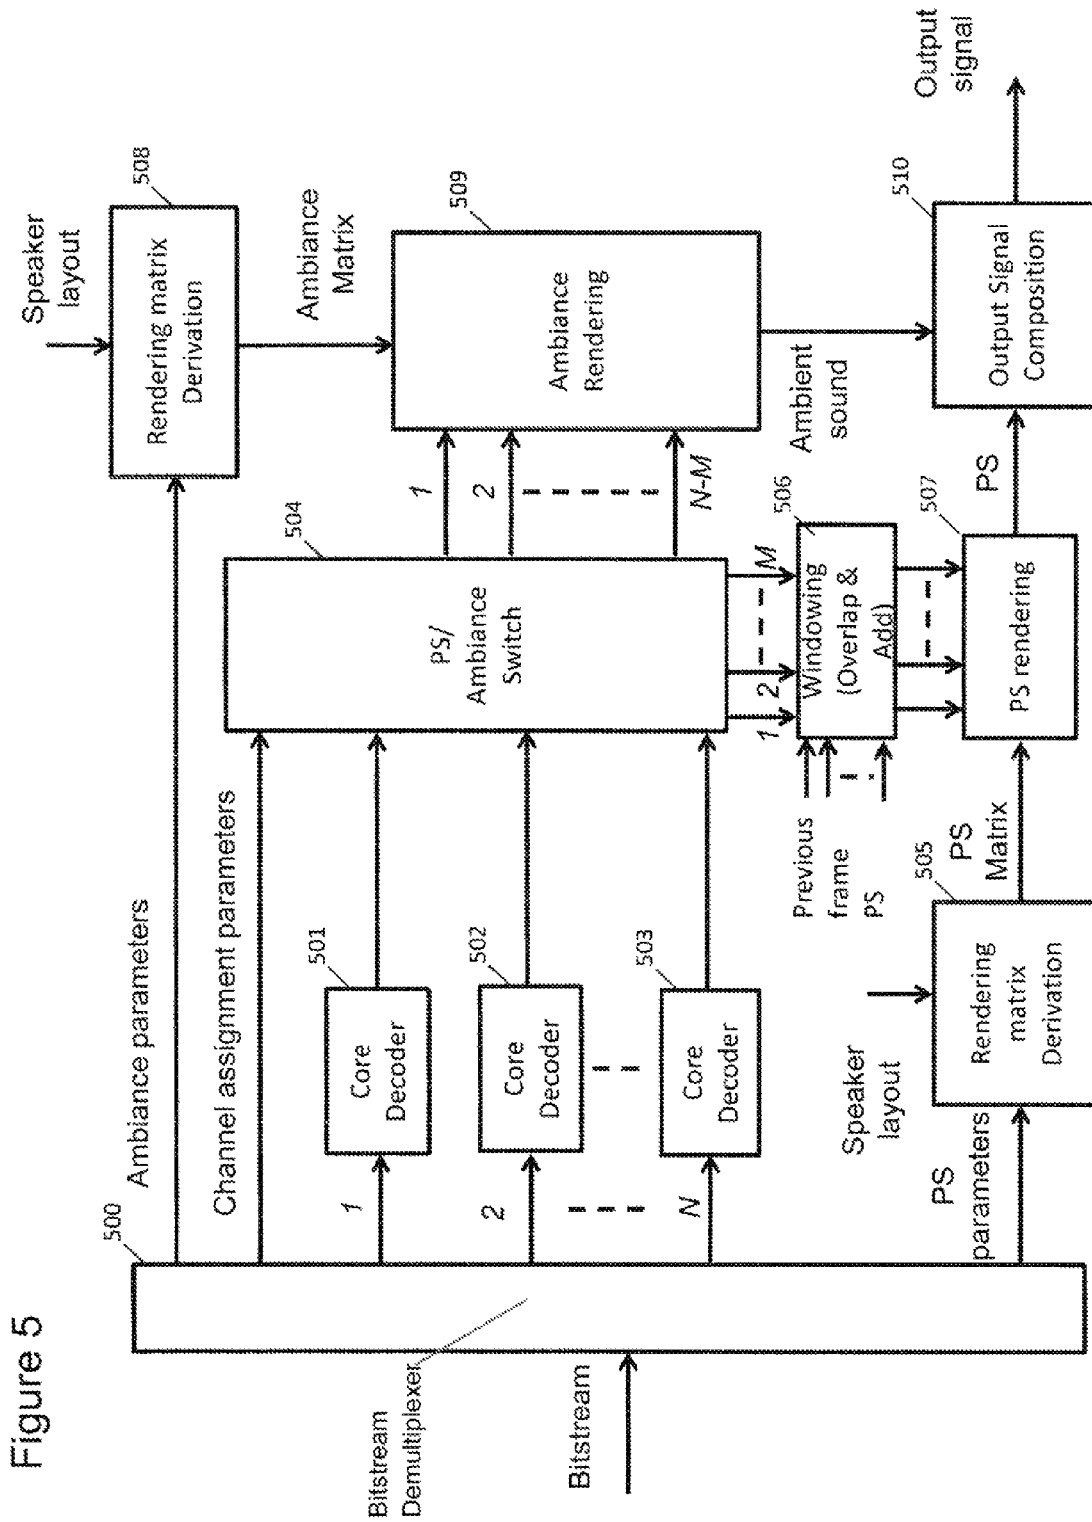 Figure 5
500
Bitstream
Demultiplexer
Bitstream
Ambiance parameters
Channel assignment parameters
1
2
N
PS
parameters
501
Core
Decoder
502
Core
Decoder
503
Core
Decoder
Speaker
layout
505
Rendering
matrix
Derivation
PS
Matrix
504
PS/
Ambiance
Switch
Previous
frame
PS
1
2
M
506
Windowing
(Overlap &
Add)
507
PS rendering
PS
1
2
N-M
Speaker
layout
508
Rendering matrix
Derivation
Ambiance
Matrix
509
Ambiance
Rendering
Ambient
sound
510
Output Signal
Composition
Output
signal